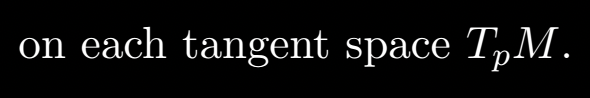 on each tangent space $T_pM$.